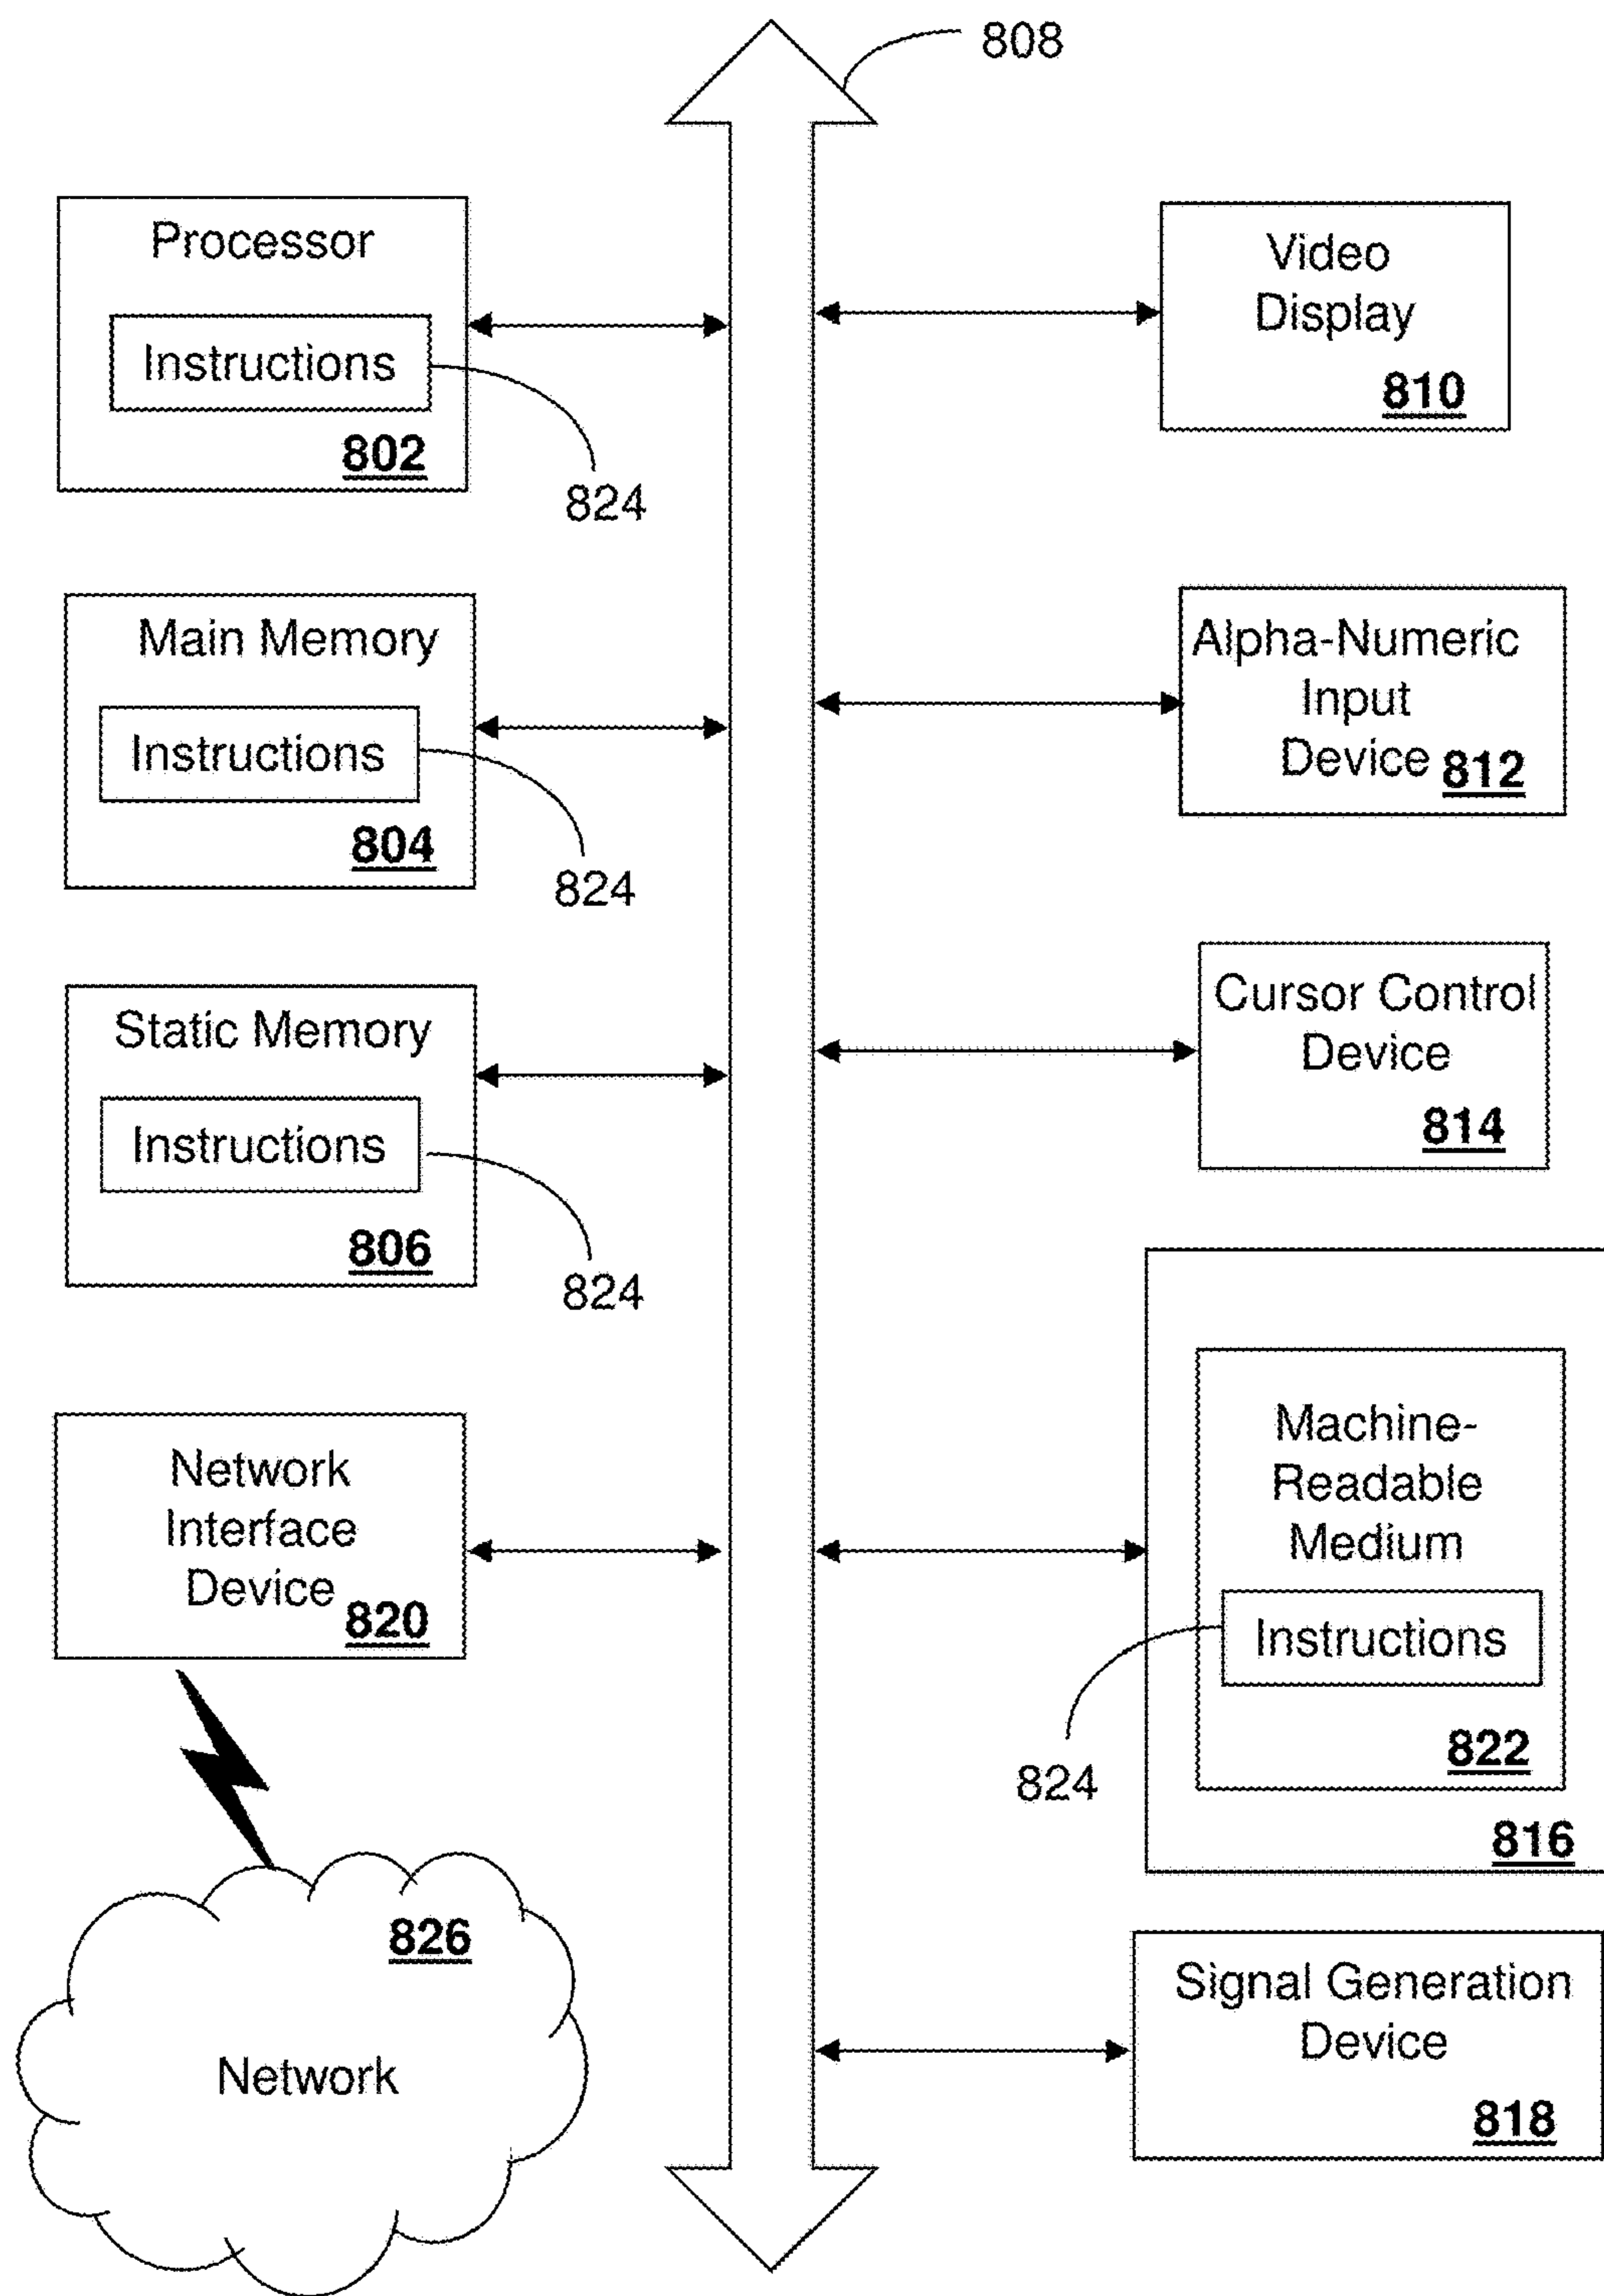 808
Processor
Instructions
802
824
Main Memory
Instructions
804
824
Static Memory
Instructions
806
824
Network
Interface
Device
820
826
Network
Video
Display
810
Alpha-Numeric
Input
Device
812
Cursor Control
Device
814
Machine-
Readable
Medium
Instructions
822
824
816
Signal Generation
Device
818